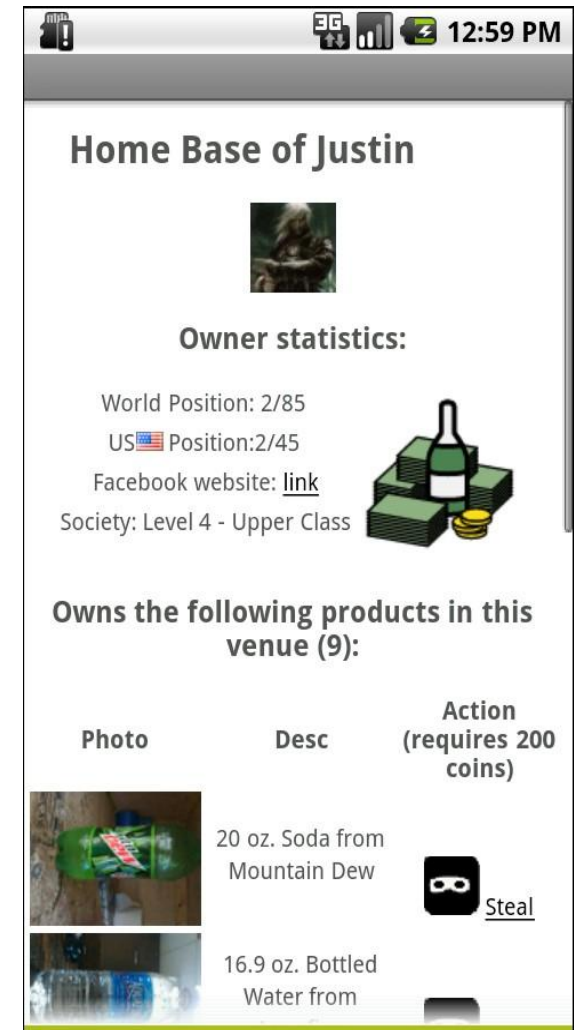 3G 12:59 PM
Home Base of Justin
Owner statistics:
World Position: 2/85
US Position:2/45
Facebook website: link
Society: Level 4 - Upper Class
Owns the following products in this
venue (9):
Photo Desc Action
(requires 200
coins)
20 oz. Soda from
Mountain Dew
Steal
16.9 oz. Bottled
Water from